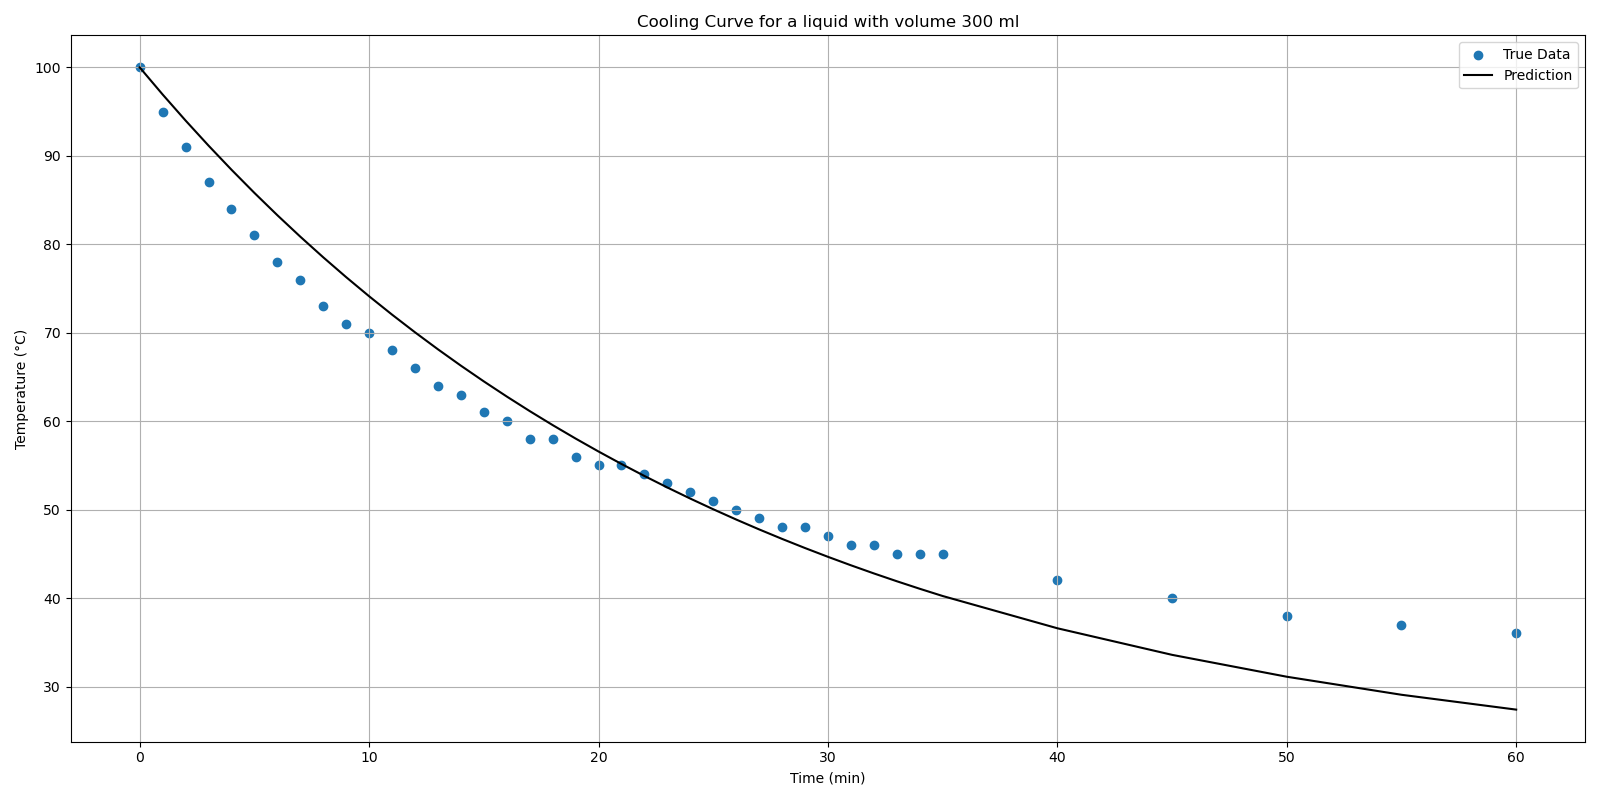 Cooling Curve for a liquid with volume 300 ml
True Data
Prediction
100
90
80
70
60
50
40
30
Temperature (°C)
0 10 20 30 40 50 60
Time (min)